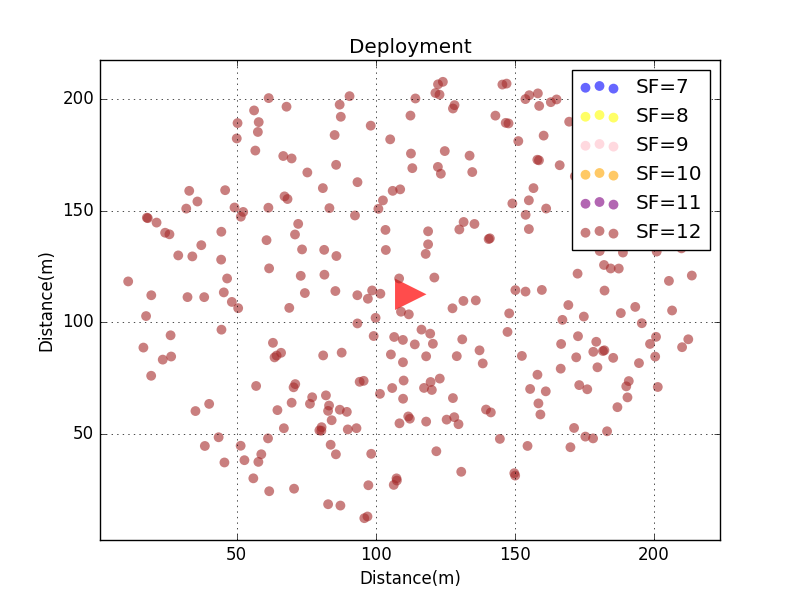 Deployment
SF=7
SF=8
SF=9
SF=10
SF=11
SF=12
200
150
100
50
Distance(m)
50 100 150 200
Distance(m)